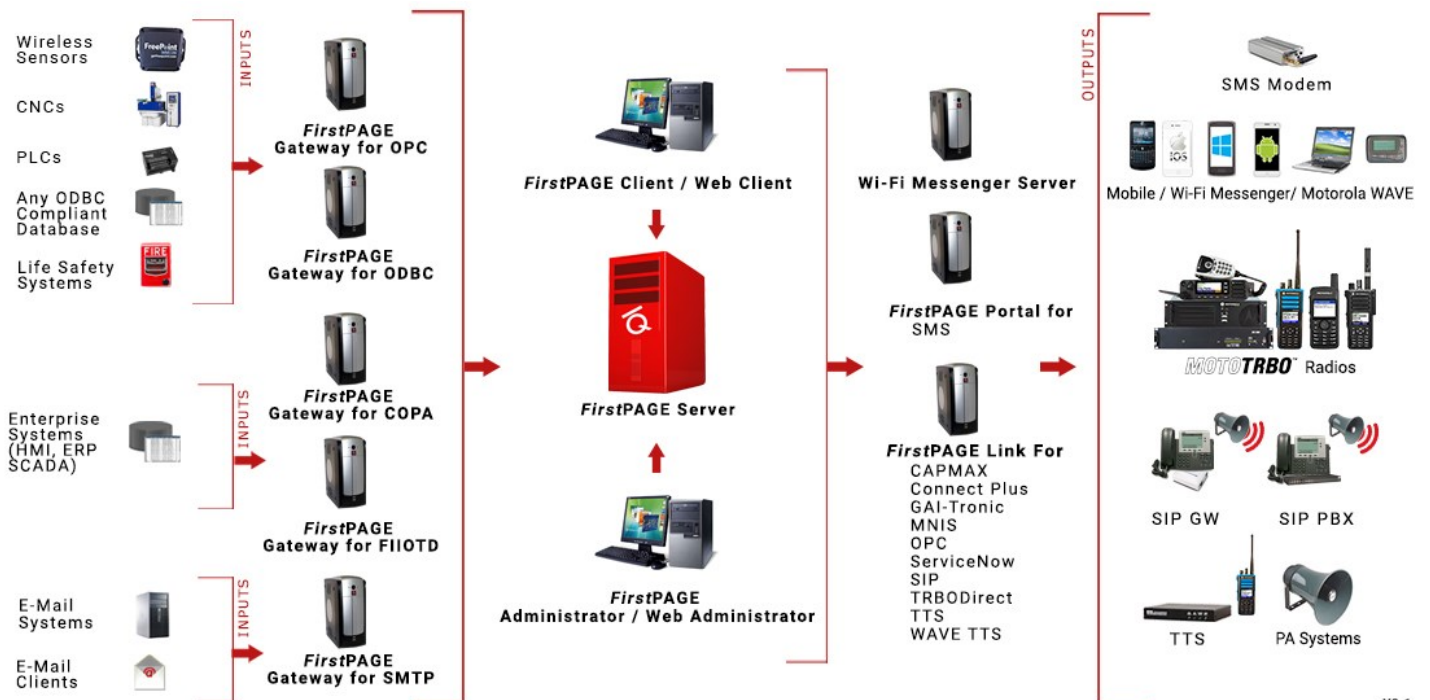 Wireless
Sensors
FreePoint
CNCs
PLCs
Any ODBC
Compliant
Database
Life Safety
Systems
FIRE
INPUTS
FirstPAGE
Gateway for OPC
FirstPAGE
Gateway for ODBC
FirstPAGE
Gateway for COPA
FirstPAGE
Gateway for FIIOTD
FirstPAGE
Gateway for SMTP
Enterprise
Systems
(HMI, ERP
SCADA)
INPUTS
E-Mail
Systems
E-Mail
Clients
INPUTS
FirstPAGE Client / Web Client
FirstPAGE Server
FirstPAGE
Administrator / Web Administrator
Wi-Fi Messenger Server
FirstPAGE Portal for
SMS
FirstPAGE Link For
CAPMAX
Connect Plus
GAI-Tronic
MNIS
OPC
ServiceNow
SIP
TRBODirect
TTS
WAVE TTS
OUTPUTS
SMS Modem
iOS
Mobile / Wi-Fi Messenger/ Motorola WAVE
MOTOTRBO™ Radios
SIP GW
SIP PBX
TTS
PA Systems